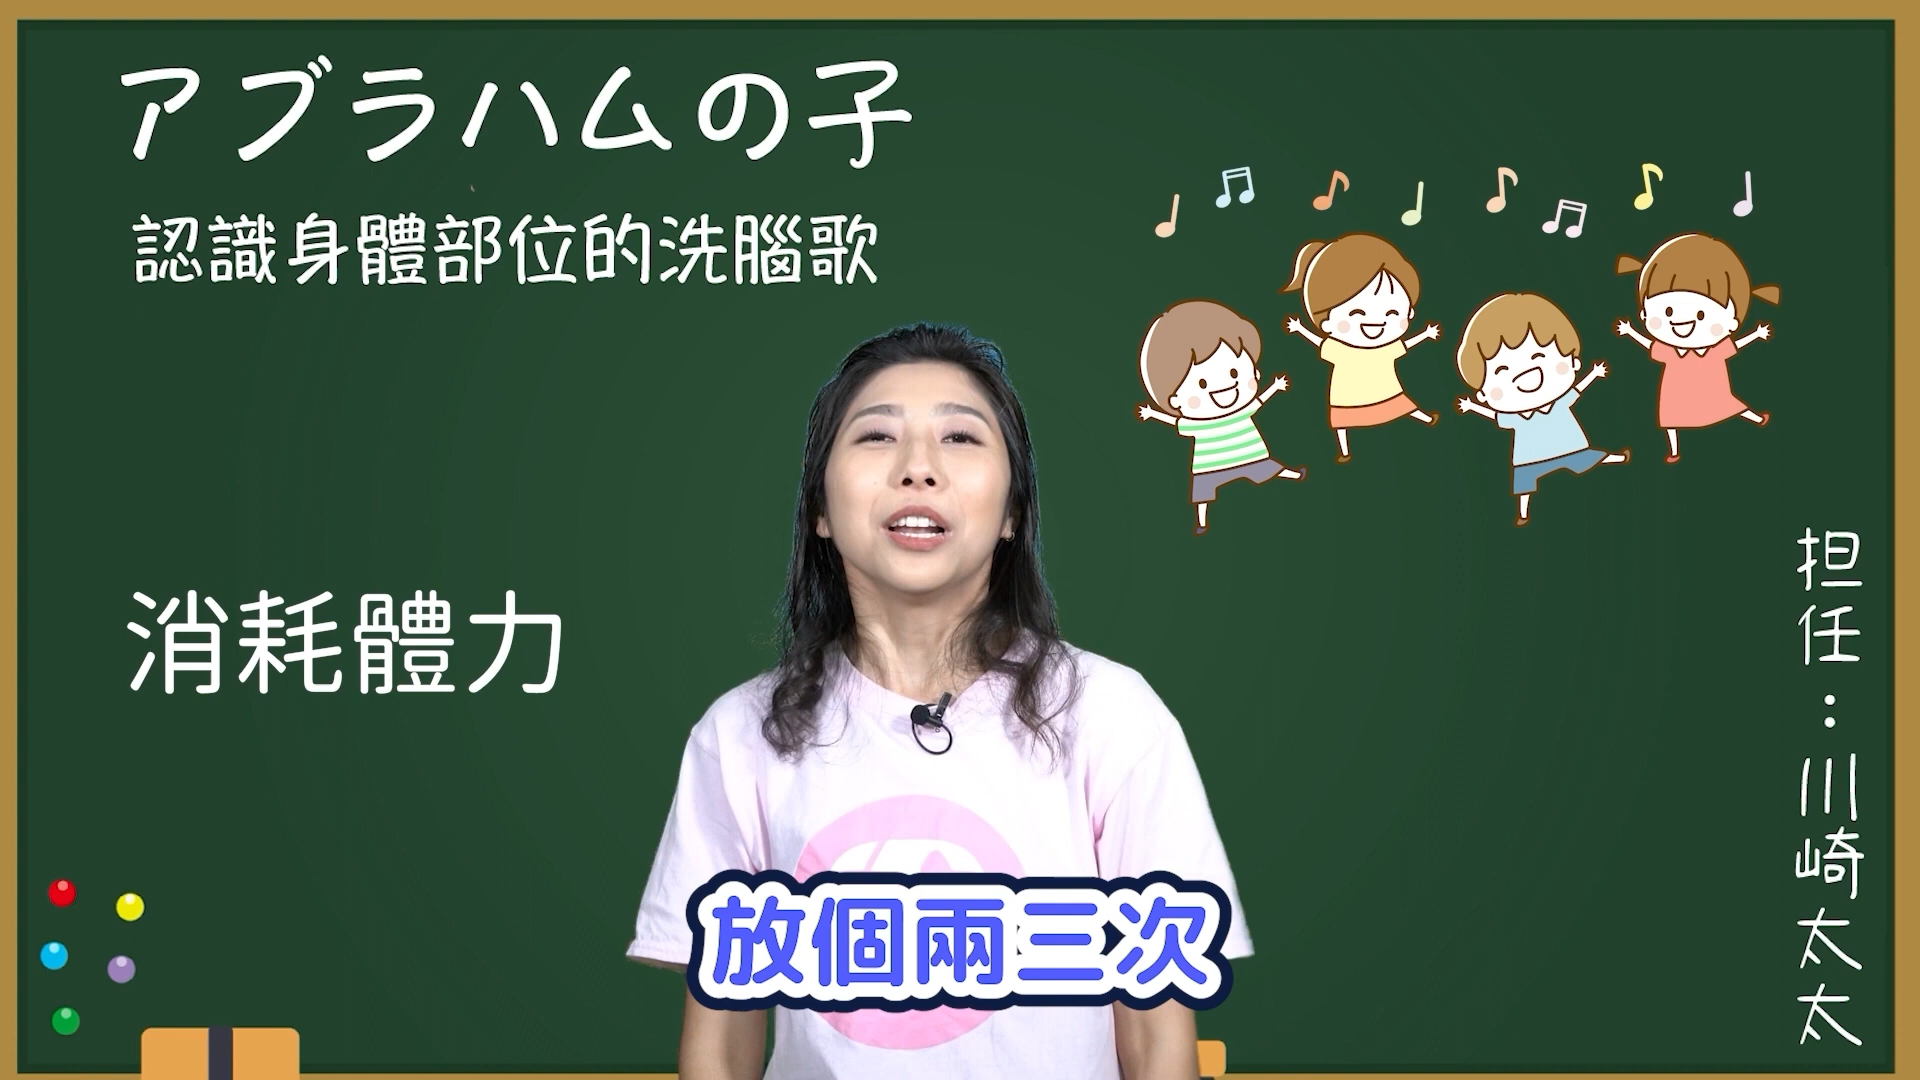 アブラハムの子
認識身體部位的洗腦歌
消耗體力
担任：川崎太太
放個兩三次